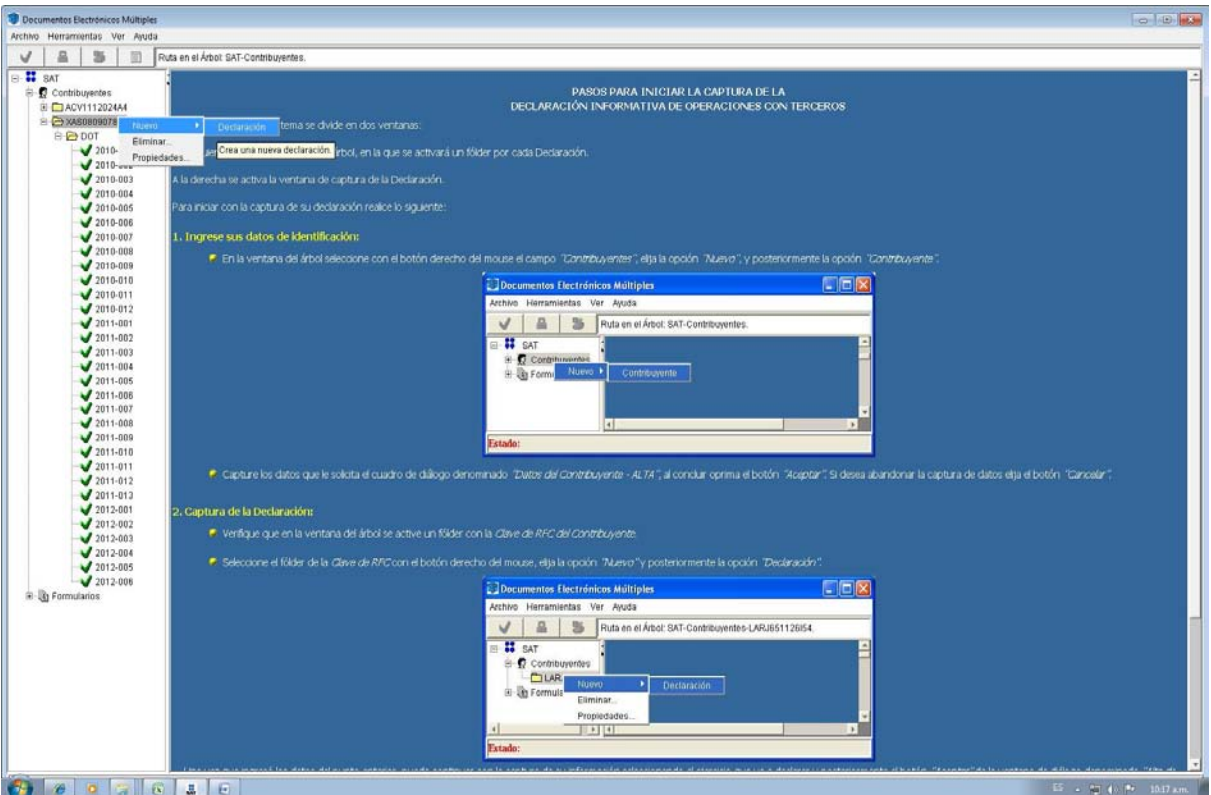 Documentos Electrónicos Múltiples
Archivo Herramientas Ver Ayuda
Ruta en el Árbol: SAT-Contribuyentes.
SAT
Contribuyentes
ACV1112024A4
XAS0809078
DOT
2010-
2010-002
2010-003
2010-004
2010-005
2010-006
2010-007
2010-008
2010-009
2010-010
2010-011
2010-012
2011-001
2011-002
2011-003
2011-004
2011-005
2011-006
2011-007
2011-008
2011-009
2011-010
2011-011
2011-012
2011-013
2012-001
2012-002
2012-003
2012-004
2012-005
2012-006
Formularios
Nuevo
Eliminar...
Propiedades...
Declaración
Crea una nueva declaración.
PASOS PARA INICIAR LA CAPTURA DE LA
DECLARACIÓN INFORMATIVA DE OPERACIONES CON TERCEROS
tema se divide en dos ventanas:
rbol, en la que se activará un fólder por cada Declaración.
A la derecha se activa la ventana de captura de la Declaración.
Para iniciar con la captura de su declaración realice lo siguiente:
1. Ingrese sus datos de identificación:
En la ventana del árbol seleccione con el botón derecho del mouse el campo "Contribuyentes", elija la opción "Nuevo", y posteriormente la opción "Contribuyente".
Documentos Electrónicos Múltiples
Archivo Herramientas Ver Ayuda
Ruta en el Árbol: SAT-Contribuyentes.
SAT
Contribuyentes
Formu
Nuevo
Contribuyente
Estado:
Capture los datos que le solicita el cuadro de diálogo denominado "Datos del Contribuyente - ALTA", al concluir oprima el botón "Aceptar". Si desea abandonar la captura de datos elija el botón "Cancelar".
2. Captura de la Declaración:
Verifique que en la ventana del árbol se active un fólder con la Clave de RFC del Contribuyente.
Seleccione el fólder de la Clave de RFC con el botón derecho del mouse, elija la opción "Nuevo" y posteriormente la opción "Declaración".
Documentos Electrónicos Múltiples
Archivo Herramientas Ver Ayuda
Ruta en el Árbol: SAT-Contribuyentes-LARJ651126I54.
SAT
Contribuyentes
LAR
Formula
Nuevo
Declaración
Eliminar...
Propiedades...
Estado:
ES
10:17 a.m.